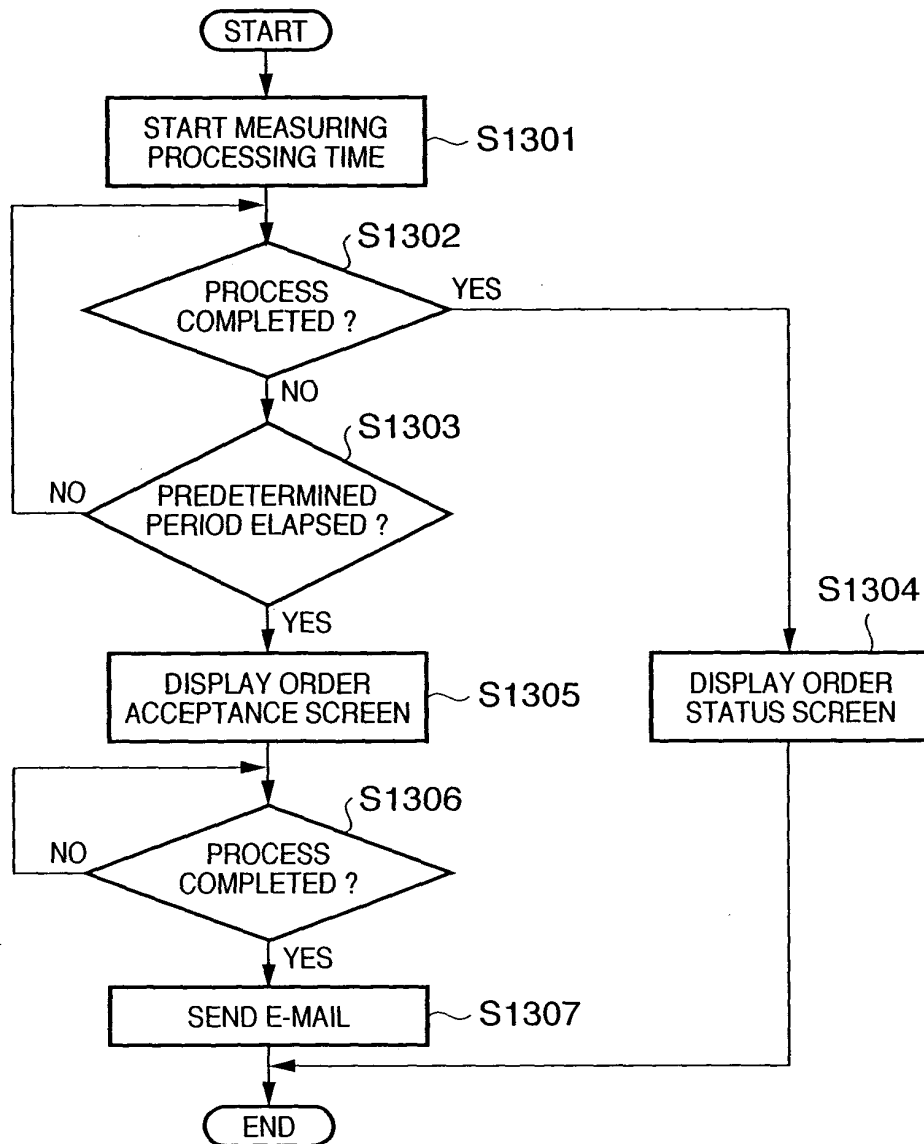 START
START MEASURING
PROCESSING TIME
S1301
S1302
PROCESS
COMPLETED ?
YES
NO
S1303
PREDETERMINED
PERIOD ELAPSED ?
NO
YES
S1304
DISPLAY ORDER
ACCEPTANCE SCREEN
S1305
DISPLAY ORDER
STATUS SCREEN
S1306
PROCESS
COMPLETED ?
NO
YES
SEND E-MAIL
S1307
END